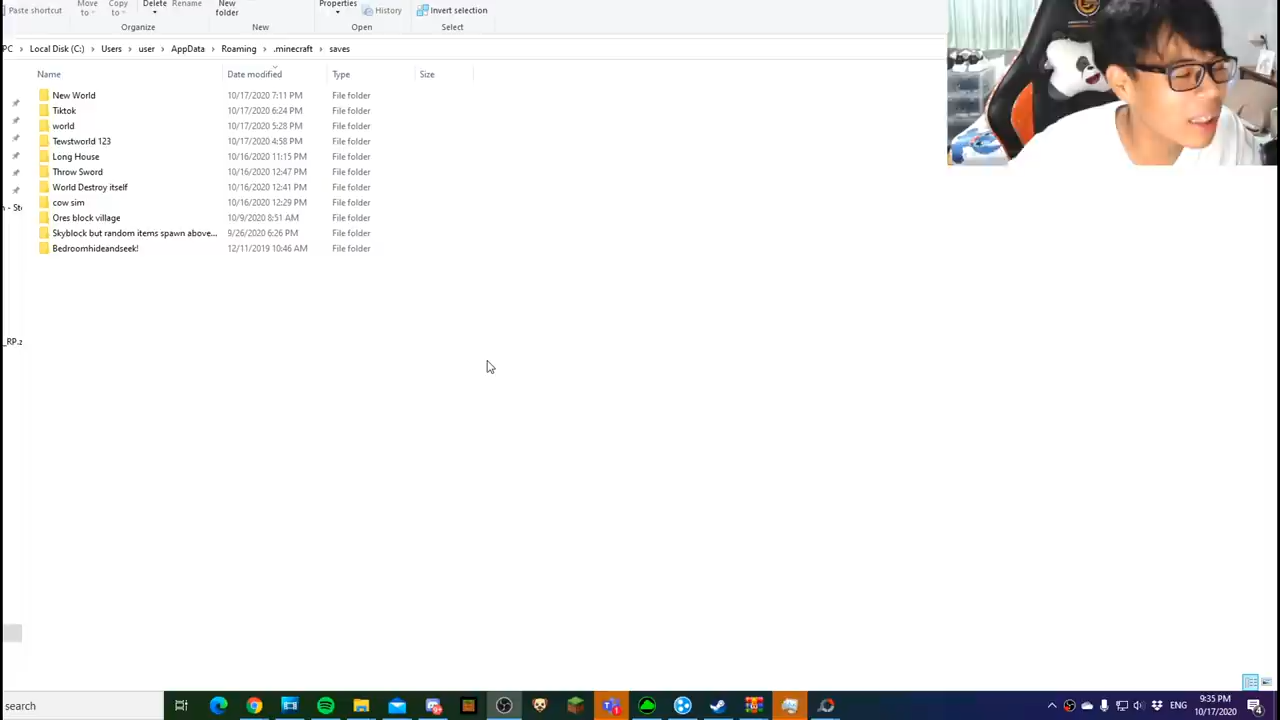 Paste shortcut
Move to
Copy to
Delete
Rename
New folder
Properties
History
Invert selection
Organize
New
Open
Select
PC
Local Disk (C:)
Users
user
AppData
Roaming
.minecraft
saves
Name
Date modified
Type
Size
New World 10/17/2020 7:11 PM File folder
Tiktok 10/17/2020 6:24 PM File folder
world 10/17/2020 5:28 PM File folder
Tewstworld 123 10/17/2020 4:58 PM File folder
Long House 10/16/2020 11:15 PM File folder
Throw Sword 10/16/2020 12:47 PM File folder
World Destroy itself 10/16/2020 12:41 PM File folder
cow sim 10/16/2020 12:29 PM File folder
Ores block village 10/9/2020 8:51 AM File folder
Skyblock but random items spawn above... 9/26/2020 6:26 PM File folder
Bedroomhideandseek! 12/11/2019 10:46 AM File folder
_RP.z
search
ENG
9:35 PM
10/17/2020